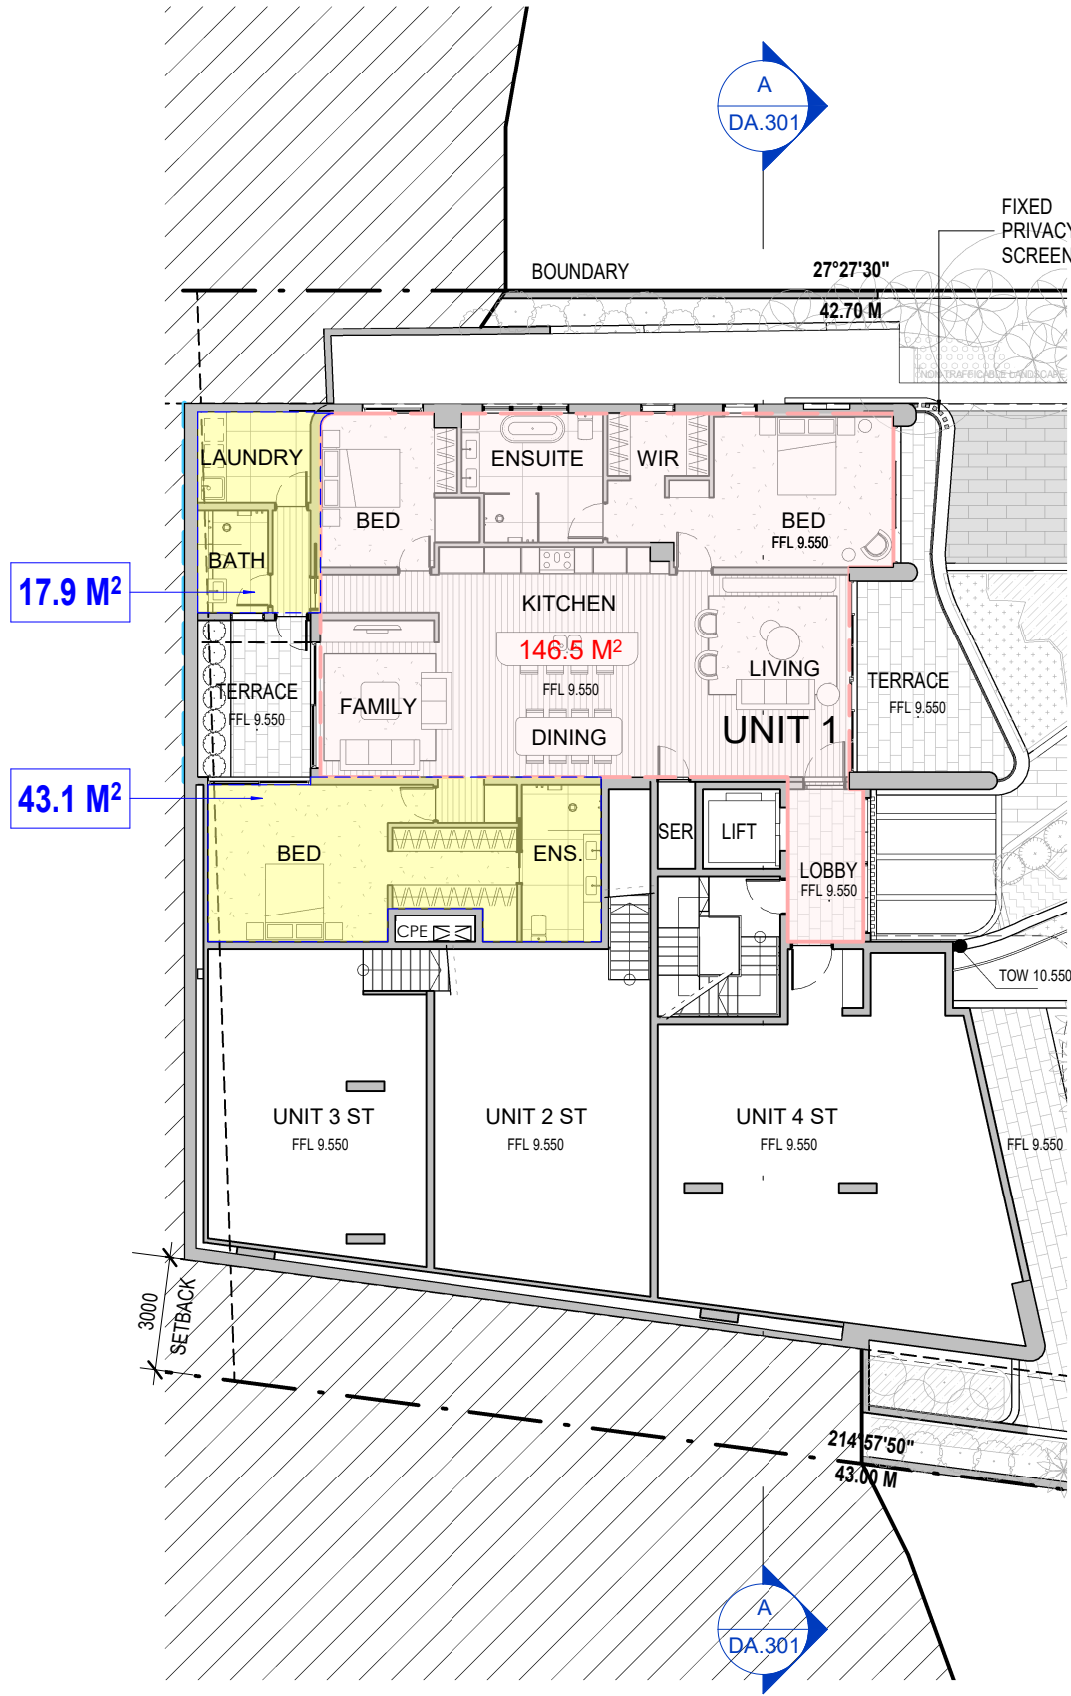 A
DA.301
FIXED
PRIVACY
SCREEN
BOUNDARY
27°27'30"
42.70 M
NON TRAFFICABLE LANDSCAPE
LAUNDRY
ENSUITE
WIR
BED
BED
FFL 9.550
BATH
17.9 M²
KITCHEN
146.5 M²
LIVING
TERRACE
FFL 9.550
FAMILY
FFL 9.550
TERRACE
FFL 9.550
UNIT 1
DINING
43.1 M²
BED
ENS.
SER
LIFT
LOBBY
FFL 9.550
CPE
TOW 10.550
UNIT 3 ST
FFL 9.550
UNIT 2 ST
FFL 9.550
UNIT 4 ST
FFL 9.550
FFL 9.550
3000
SETBACK
214°57'50"
43.00 M
A
DA.301